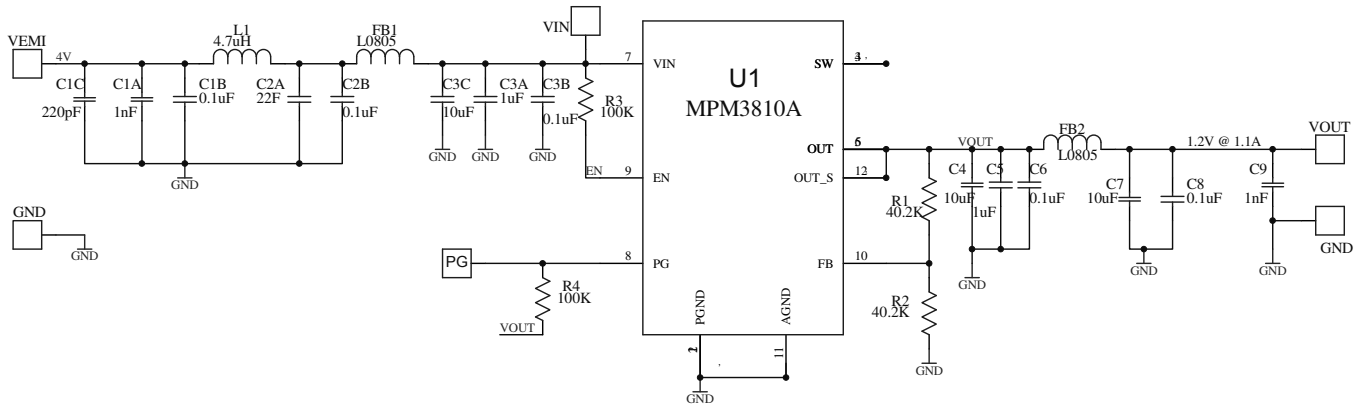 VEMI
4V
C1C
220pF
C1A
1nF
C1B
0.1uF
L1
4.7uH
C2A
22F
C2B
0.1uF
FB1
L0805
C3C
10uF
C3A
1uF
C3B
0.1uF
VIN
R3
100K
GND
GND
GND
GND
EN
GND
GND
PG
R4
100K
VOUT
7
VIN
9
EN
8
PG
U1
MPM3810A
SW
OUT
OUT_S
12
FB
10
PGND
AGND
11
GND
R1
40.2K
R2
40.2K
GND
VOUT
C4
10uF
C5
1uF
C6
0.1uF
GND
FB2
L0805
1.2V @ 1.1A
C7
10uF
C8
0.1uF
GND
C9
1nF
GND
VOUT
GND